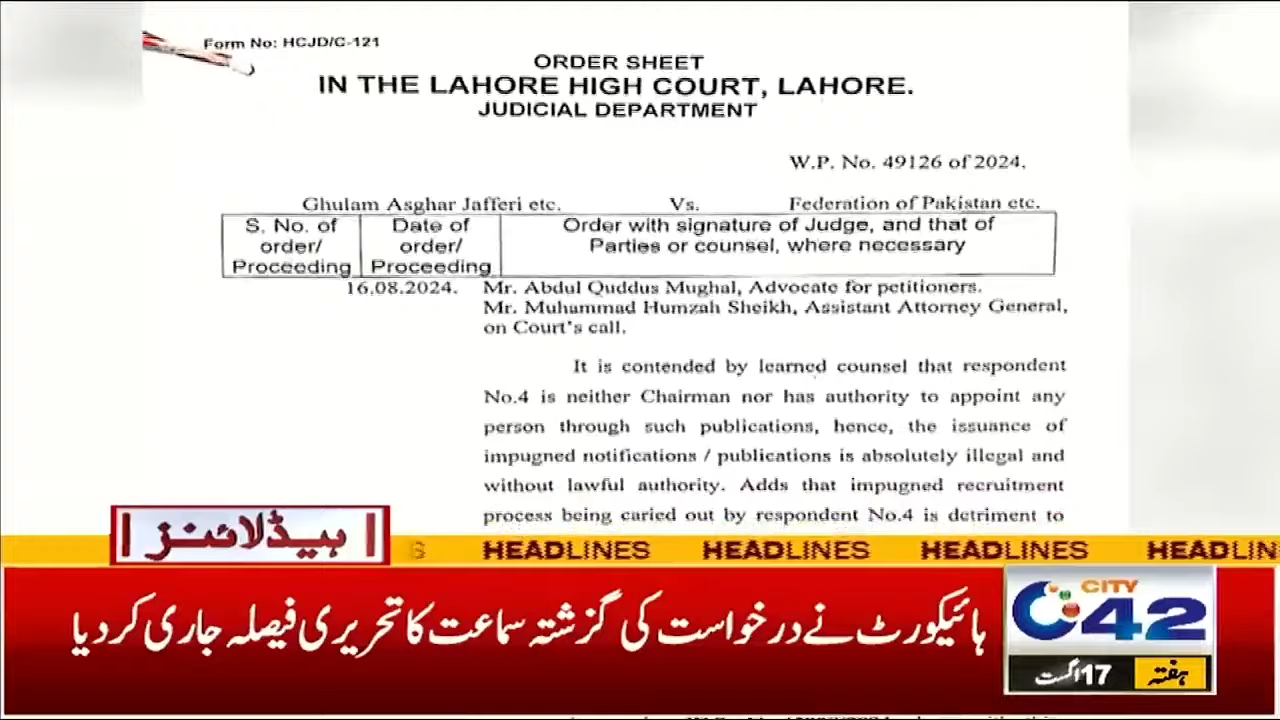 Form No: HCJD/C-121
ORDER SHEET
IN THE LAHORE HIGH COURT, LAHORE.
JUDICIAL DEPARTMENT
W.P. No. 49126 of 2024.
Ghulam Asghar Jafferi etc. Vs. Federation of Pakistan etc.
S. No. of order/ Proceeding
Date of order/ Proceeding
Order with signature of Judge, and that of Parties or counsel, where necessary
16.08.2024. Mr. Abdul Quddus Mughal, Advocate for petitioners.
Mr. Muhammad Humzah Sheikh, Assistant Attorney General,
on Court's call.
It is contended by learned counsel that respondent
No.4 is neither Chairman nor has authority to appoint any
person through such publications, hence, the issuance of
impugned notifications / publications is absolutely illegal and
without lawful authority. Adds that impugned recruitment
process being caried out by respondent No.4 is detriment to
ہیڈلائنز
S HEADLINES HEADLINES HEADLINES HEADLIN
ہائیکورٹ نے درخواست کی گزشتہ سماعت کا تحریری فیصلہ جاری کر دیا
CITY
42
ہفتہ 17 اگست